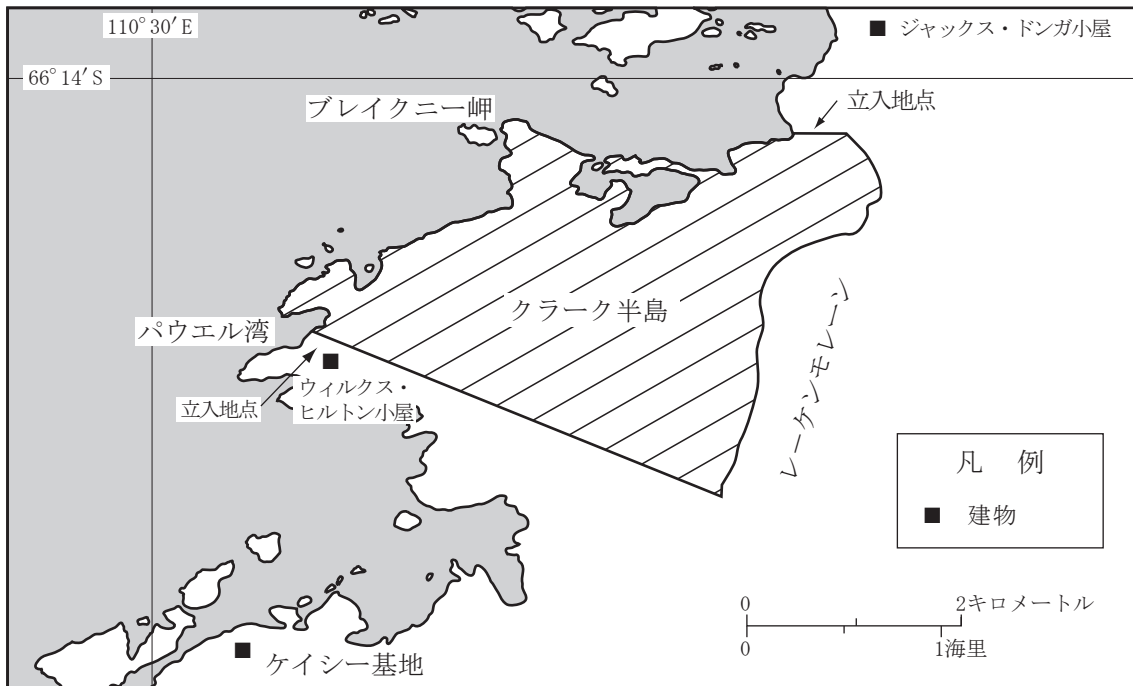 110°30′E
ジャックス・ドンガ小屋
66°14′S
立入地点
ブレイクニー岬
クラーク半島
パウエル湾
レーケンモレーン
立入地点
ウィルクス・
ヒルトン小屋
凡 例
建物
0
2キロメートル
0
1海里
ケイシー基地